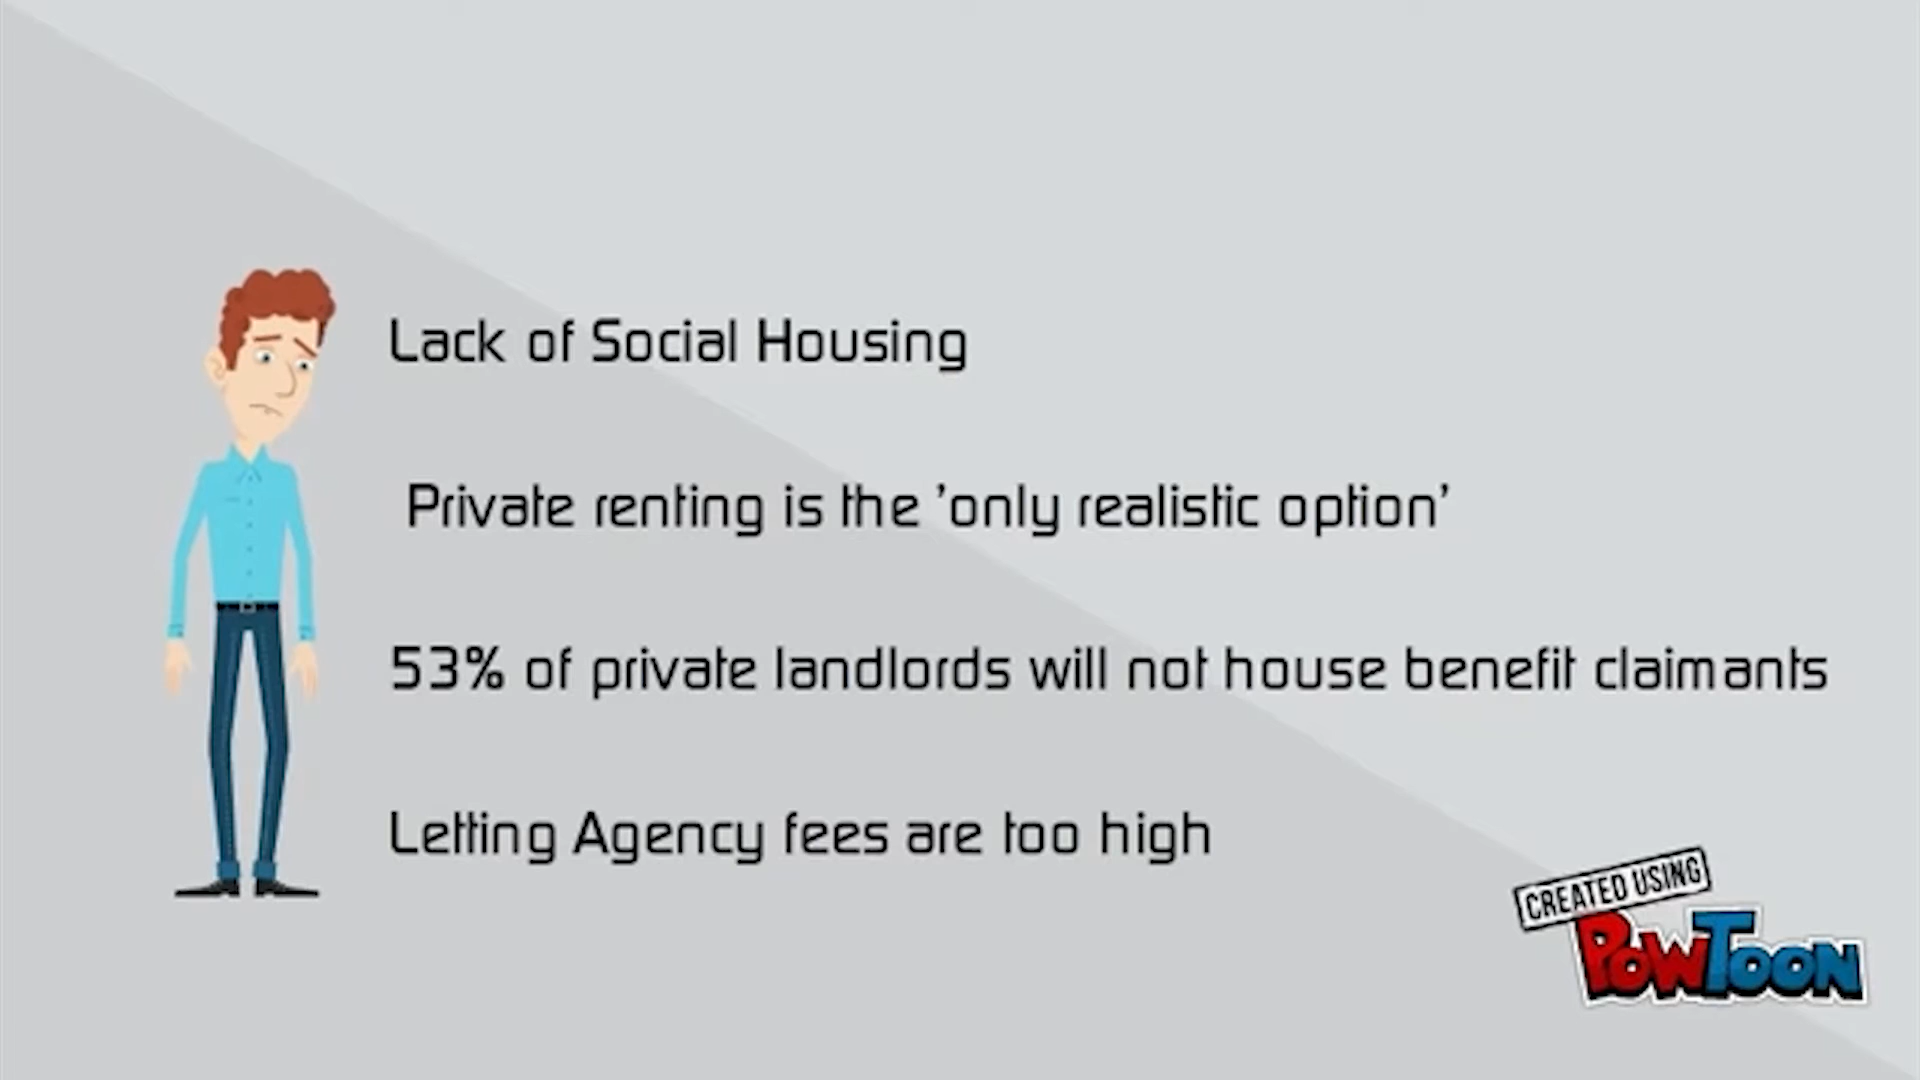 Lack of Social Housing
Private renting is the 'only realistic option'
53% of private landlords will not house benefit claimants
Letting Agency fees are too high
CREATED USING
POWTOON